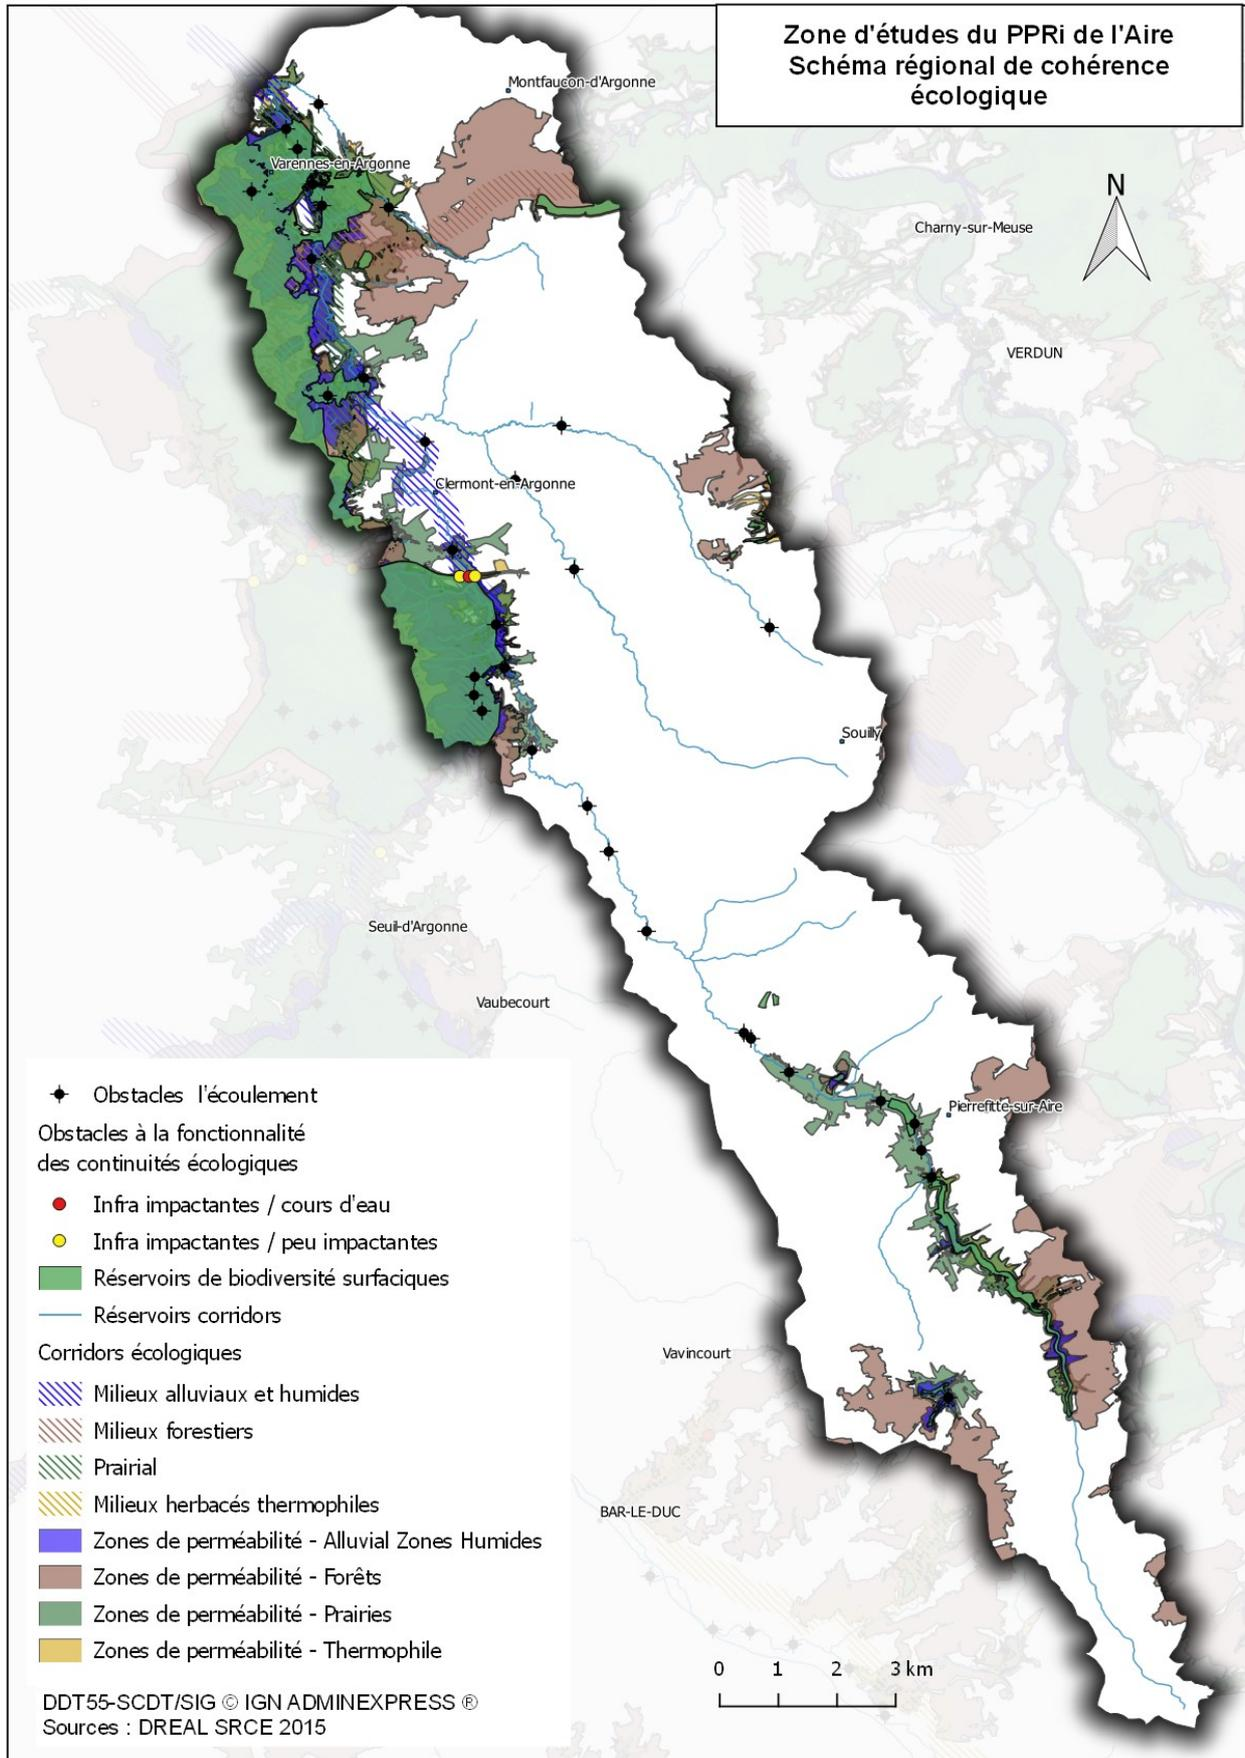 Zone d'études du PPRi de l'Aire
Schéma régional de cohérence
écologique
Montfaucon-d'Argonne
Varennes-en-Argonne
N
Charny-sur-Meuse
VERDUN
Clermont-en-Argonne
Souilly
Seuil-d'Argonne
Vaubecourt
Pierrefitte-sur-Aire
Vavincourt
BAR-LE-DUC
Obstacles l'écoulement
Obstacles à la fonctionnalité
des continuités écologiques
Infra impactantes / cours d'eau
Infra impactantes / peu impactantes
Réservoirs de biodiversité surfaciques
Réservoirs corridors
Corridors écologiques
Milieux alluviaux et humides
Milieux forestiers
Prairial
Milieux herbacés thermophiles
Zones de perméabilité - Alluvial Zones Humides
Zones de perméabilité - Forêts
Zones de perméabilité - Prairies
Zones de perméabilité - Thermophile
0 1 2 3 km
DDT55-SCDT/SIG © IGN ADMINEXPRESS ®
Sources : DREAL SRCE 2015